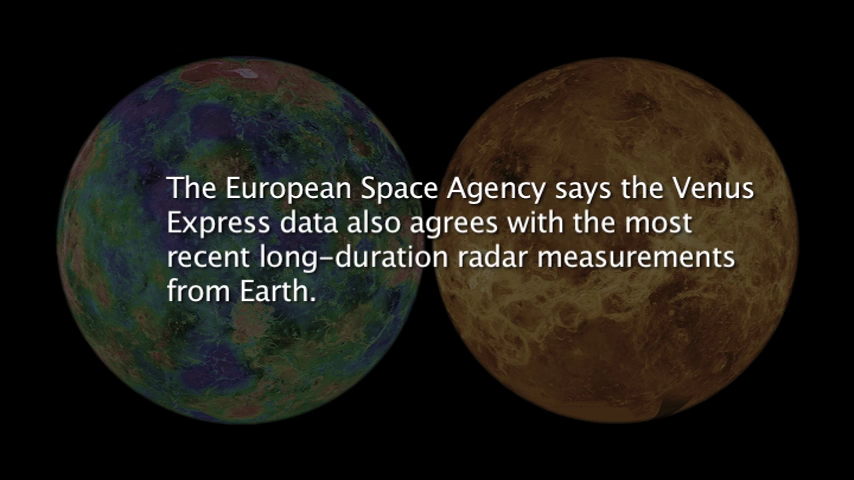 The European Space Agency says the Venus
Express data also agrees with the most
recent long-duration radar measurements
from Earth.